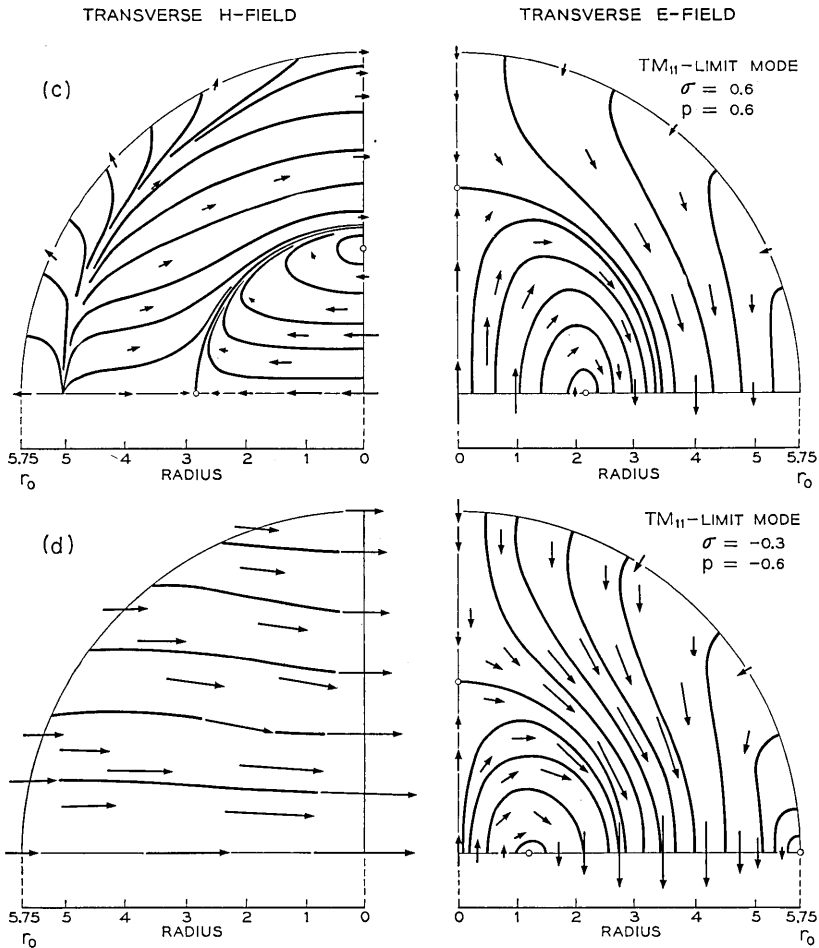 TRANSVERSE H-FIELD
TRANSVERSE E-FIELD
(c)
TM₁₁-LIMIT MODE
σ = 0.6
p = 0.6
5.75 5 4 3 2 1 0
r₀ RADIUS
0 1 2 3 4 5 5.75
RADIUS r₀
(d)
TM₁₁-LIMIT MODE
σ = -0.3
p = -0.6
5.75 5 4 3 2 1 0
r₀ RADIUS
0 1 2 3 4 5 5.75
RADIUS r₀